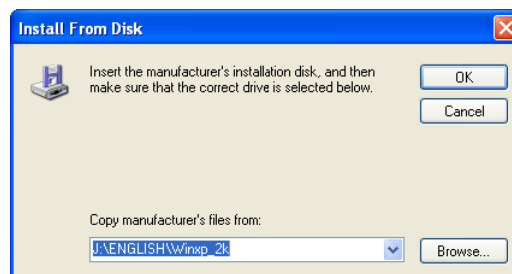 Install From Disk
Insert the manufacturer's installation disk, and then
make sure that the correct drive is selected below.
OK
Cancel
Copy manufacturer's files from:
J:\ENGLISH\Winxp_2k
Browse...